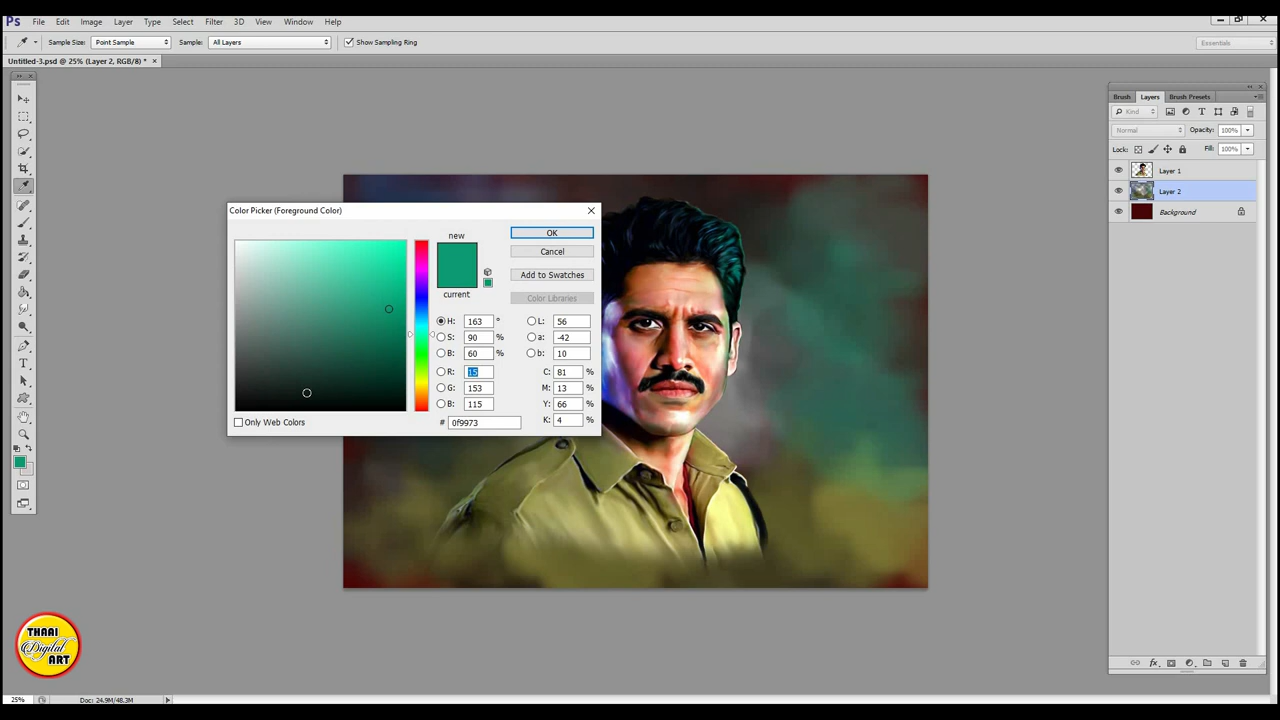 Ps File Edit Image Layer Type Select Filter 3D View Window Help
Sample Size: Point Sample Sample: All Layers Show Sampling Ring Essentials
Untitled-3.psd @ 25% (Layer 2, RGB/8) *
Brush Layers Brush Presets
Kind
Normal Opacity: 100%
Lock: Fill: 100%
Layer 1
Layer 2
Background
Color Picker (Foreground Color)
new
current
OK
Cancel
Add to Swatches
Color Libraries
H: 163 °
S: 90 %
B: 60 %
R: 15
G: 153
B: 115
# 0f9973
L: 56
a: -42
b: 10
C: 81 %
M: 13 %
Y: 66 %
K: 4 %
Only Web Colors
THAAI
Digital
ART
25% Doc: 24.9M/48.3M